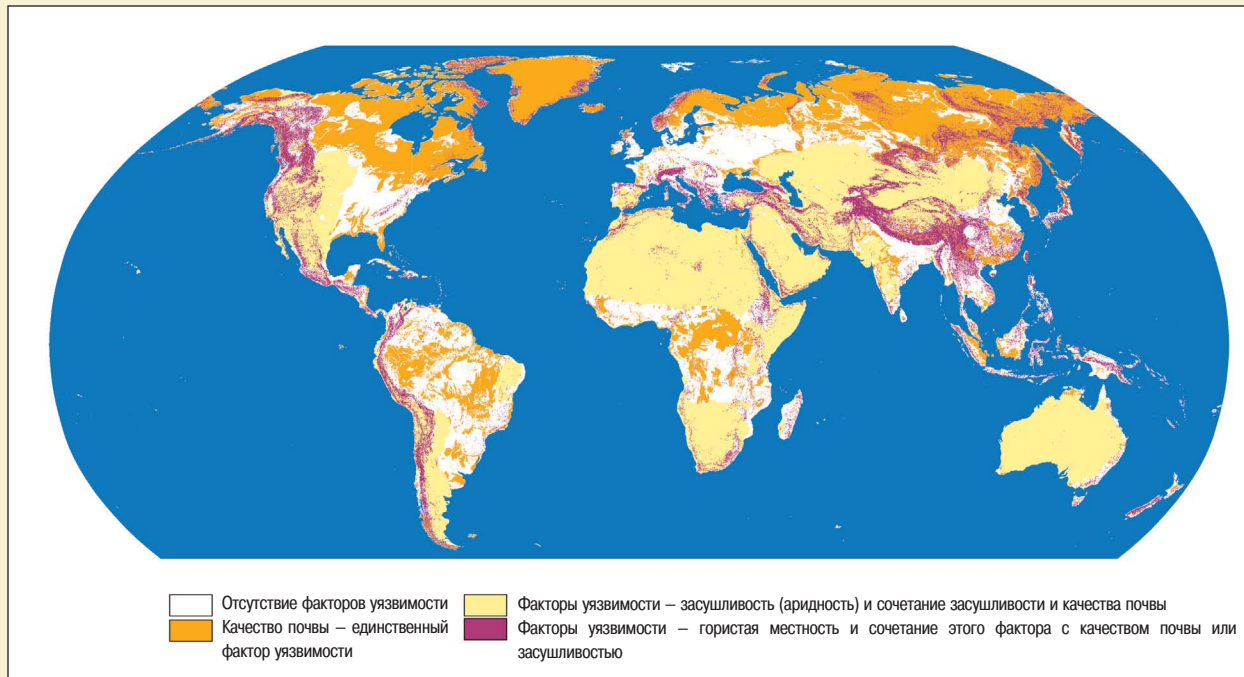 Отсутствие факторов уязвимости
Качество почвы – единственный
фактор уязвимости
Факторы уязвимости – засушливость (аридность) и сочетание засушливости и качества почвы
Факторы уязвимости – гористая местность и сочетание этого фактора с качеством почвы или
засушливостью